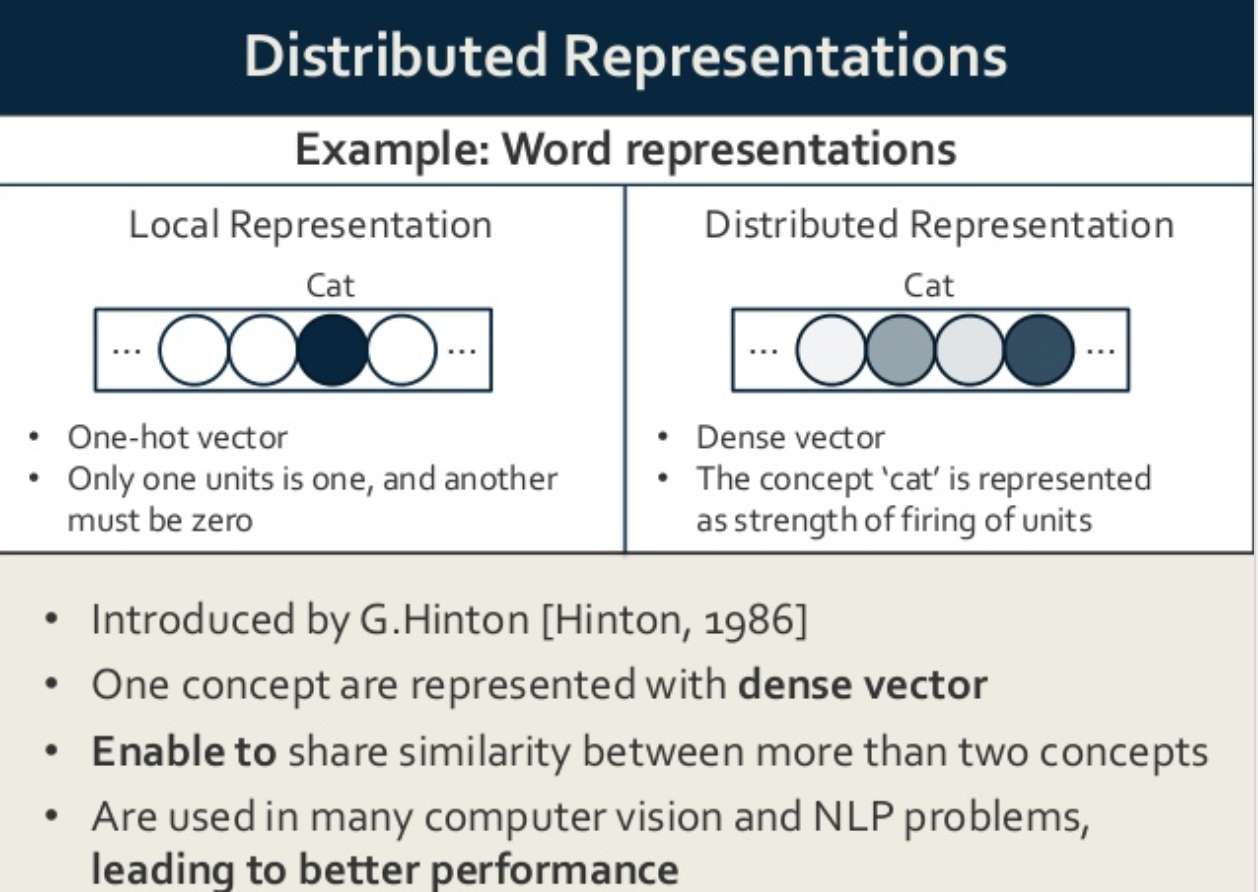 Distributed Representations
Example: Word representations
Local Representation
Cat
... ...
• One-hot vector
• Only one units is one, and another
must be zero
Distributed Representation
Cat
... ...
• Dense vector
• The concept ‘cat’ is represented
as strength of firing of units
• Introduced by G.Hinton [Hinton, 1986]
• One concept are represented with dense vector
• Enable to share similarity between more than two concepts
• Are used in many computer vision and NLP problems,
leading to better performance